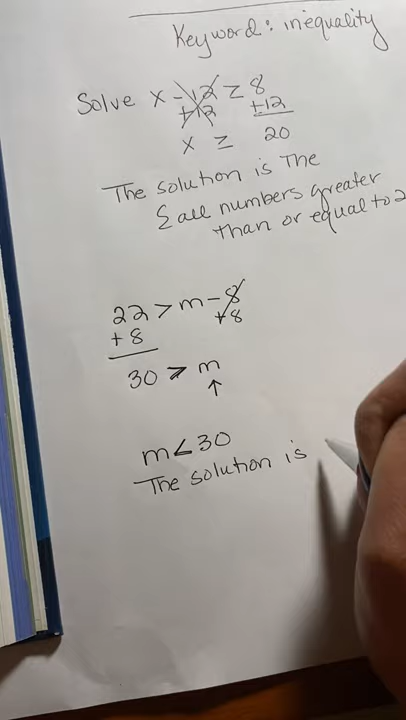 Keyword: inequality
Solve x - 12 ≥ 8
+12 +12
x ≥ 20
The solution is The
{all numbers greater
than or equal to 2
22 > m - 8
+ 8 +8
30 > m
↑
m < 30
The solution is